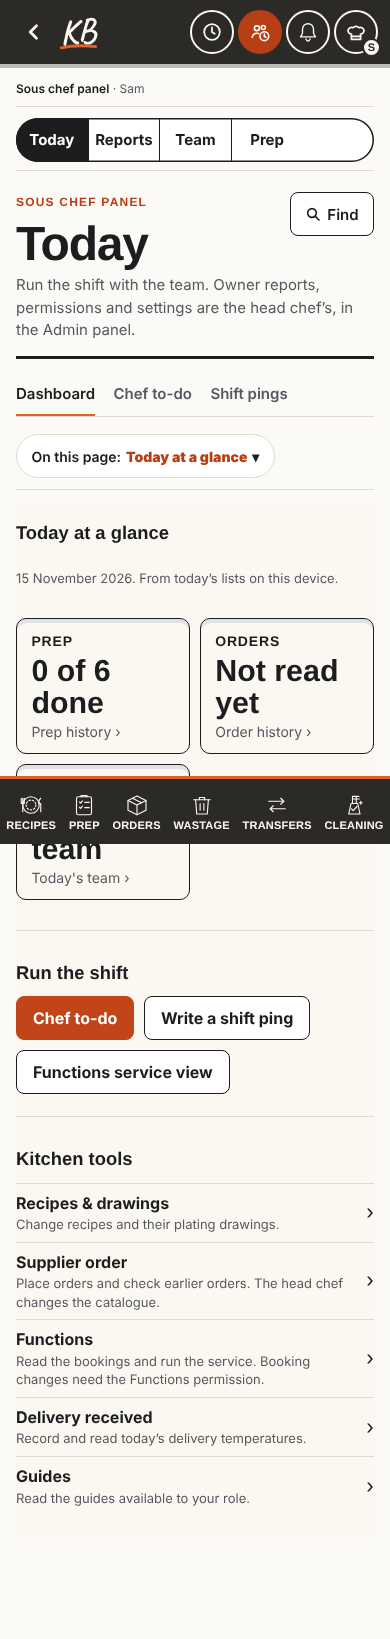 KB
S
Sous chef panel · Sam
Today Reports Team Prep
SOUS CHEF PANEL
Find
Today
Run the shift with the team. Owner reports,
permissions and settings are the head chef’s, in
the Admin panel.
Dashboard Chef to-do Shift pings
On this page: Today at a glance ▾
Today at a glance
15 November 2026. From today’s lists on this device.
PREP
0 of 6
done
Prep history ›
ORDERS
Not read
yet
Order history ›
RECIPES PREP ORDERS WASTAGE TRANSFERS CLEANING
team
Today's team ›
Run the shift
Chef to-do
Write a shift ping
Functions service view
Kitchen tools
Recipes & drawings
Change recipes and their plating drawings.
›
Supplier order
Place orders and check earlier orders. The head chef
changes the catalogue.
›
Functions
Read the bookings and run the service. Booking
changes need the Functions permission.
›
Delivery received
Record and read today’s delivery temperatures.
›
Guides
Read the guides available to your role.
›